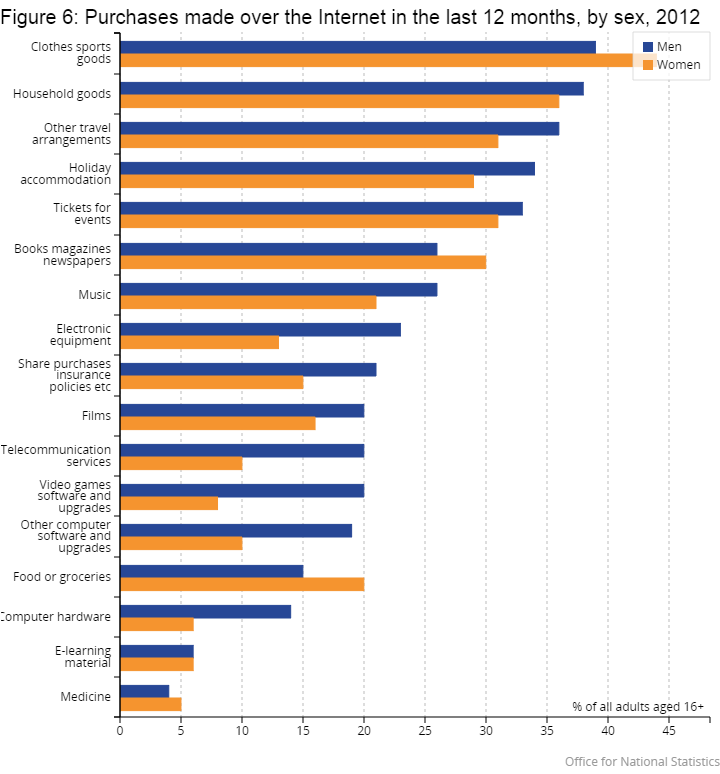 Figure 6: Purchases made over the Internet in the last 12 months, by sex, 2012
Men
Women
Clothes sports
goods
Household goods
Other travel
arrangements
Holiday
accommodation
Tickets for
events
Books magazines
newspapers
Music
Electronic
equipment
Share purchases
insurance
policies etc
Films
Telecommunication
services
Video games
software and
upgrades
Other computer
software and
upgrades
Food or groceries
Computer hardware
E-learning
material
Medicine
% of all adults aged 16+
0 5 10 15 20 25 30 35 40 45
Office for National Statistics